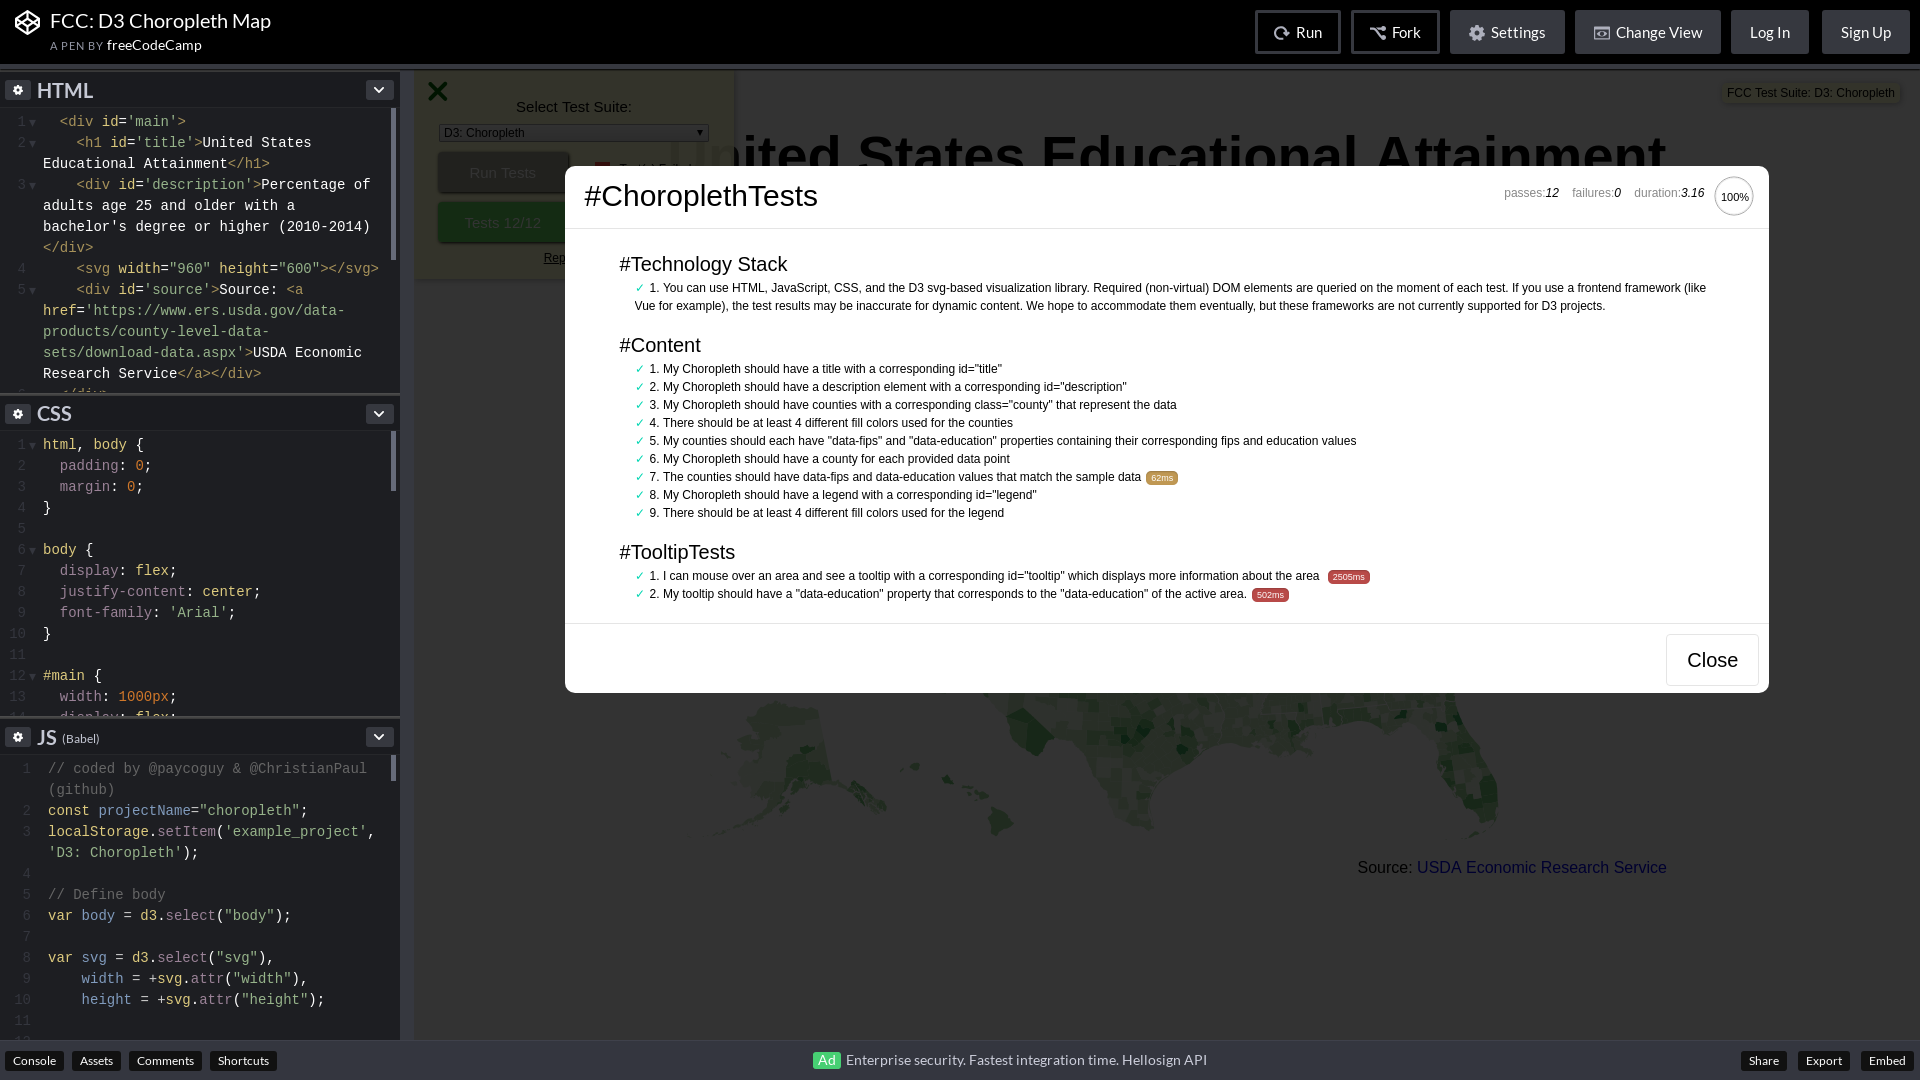 FCC: D3 Choropleth Map
A PEN BY freeCodeCamp
Run
Fork
Settings
Change View
Log In
Sign Up
HTML
1 <div id='main'>
2 <h1 id='title'>United States
Educational Attainment</h1>
3 <div id='description'>Percentage of
adults age 25 and older with a
bachelor's degree or higher (2010-2014)
</div>
4 <svg width="960" height="600"></svg>
5 <div id='source'>Source: <a
href='https://www.ers.usda.gov/data-
products/county-level-data-
sets/download-data.aspx'>USDA Economic
Research Service</a></div>
CSS
1 html, body {
2 padding: 0;
3 margin: 0;
4 }
5
6 body {
7 display: flex;
8 justify-content: center;
9 font-family: 'Arial';
10 }
11
12 #main {
13 width: 1000px;
14 display: flex;
JS (Babel)
1 // coded by @paycoguy & @ChristianPaul
(github)
2 const projectName="choropleth";
3 localStorage.setItem('example_project',
'D3: Choropleth');
4
5 // Define body
6 var body = d3.select("body");
7
8 var svg = d3.select("svg"),
9 width = +svg.attr("width"),
10 height = +svg.attr("height");
11
Select Test Suite:
D3: Choropleth
Run Tests
Tests 12/12
FCC Test Suite: D3: Choropleth
United States Educational Attainment
#ChoroplethTests
passes:12 failures:0 duration:3.16 100%
#Technology Stack
✓ 1. You can use HTML, JavaScript, CSS, and the D3 svg-based visualization library. Required (non-virtual) DOM elements are queried on the moment of each test. If you use a frontend framework (like
Vue for example), the test results may be inaccurate for dynamic content. We hope to accommodate them eventually, but these frameworks are not currently supported for D3 projects.
#Content
✓ 1. My Choropleth should have a title with a corresponding id="title"
✓ 2. My Choropleth should have a description element with a corresponding id="description"
✓ 3. My Choropleth should have counties with a corresponding class="county" that represent the data
✓ 4. There should be at least 4 different fill colors used for the counties
✓ 5. My counties should each have "data-fips" and "data-education" properties containing their corresponding fips and education values
✓ 6. My Choropleth should have a county for each provided data point
✓ 7. The counties should have data-fips and data-education values that match the sample data 62ms
✓ 8. My Choropleth should have a legend with a corresponding id="legend"
✓ 9. There should be at least 4 different fill colors used for the legend
#TooltipTests
✓ 1. I can mouse over an area and see a tooltip with a corresponding id="tooltip" which displays more information about the area 2505ms
✓ 2. My tooltip should have a "data-education" property that corresponds to the "data-education" of the active area. 502ms
Close
Source: USDA Economic Research Service
Console
Assets
Comments
Shortcuts
Ad Enterprise security. Fastest integration time. Hellosign API
Share
Export
Embed